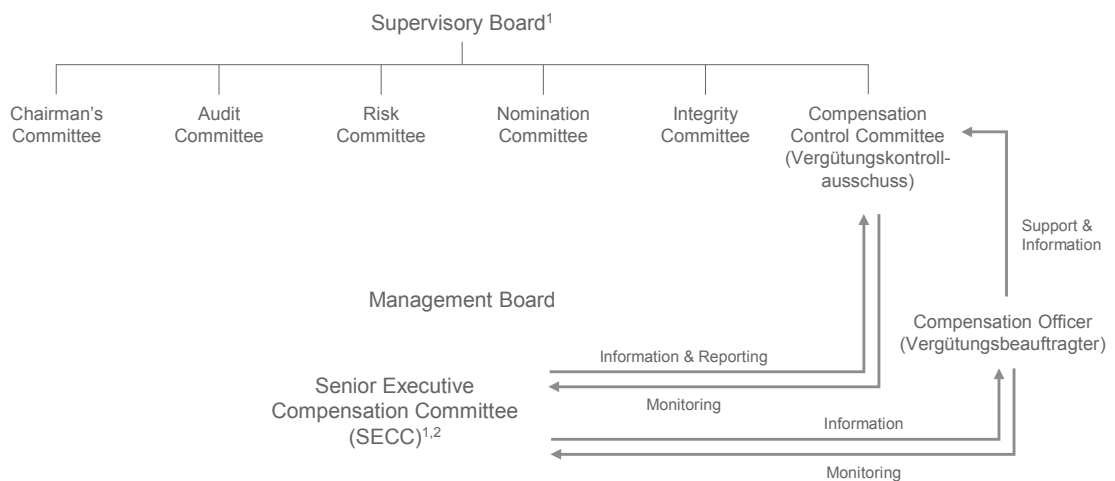 Supervisory Board¹
Chairman's
Committee
Audit
Committee
Risk
Committee
Nomination
Committee
Integrity
Committee
Compensation
Control Committee
(Vergütungskontroll-
ausschuss)
Support &
Information
Management Board
Compensation Officer
(Vergütungsbeauftragter)
Information & Reporting
Senior Executive
Compensation Committee
(SECC)¹,²
Monitoring
Information
Monitoring